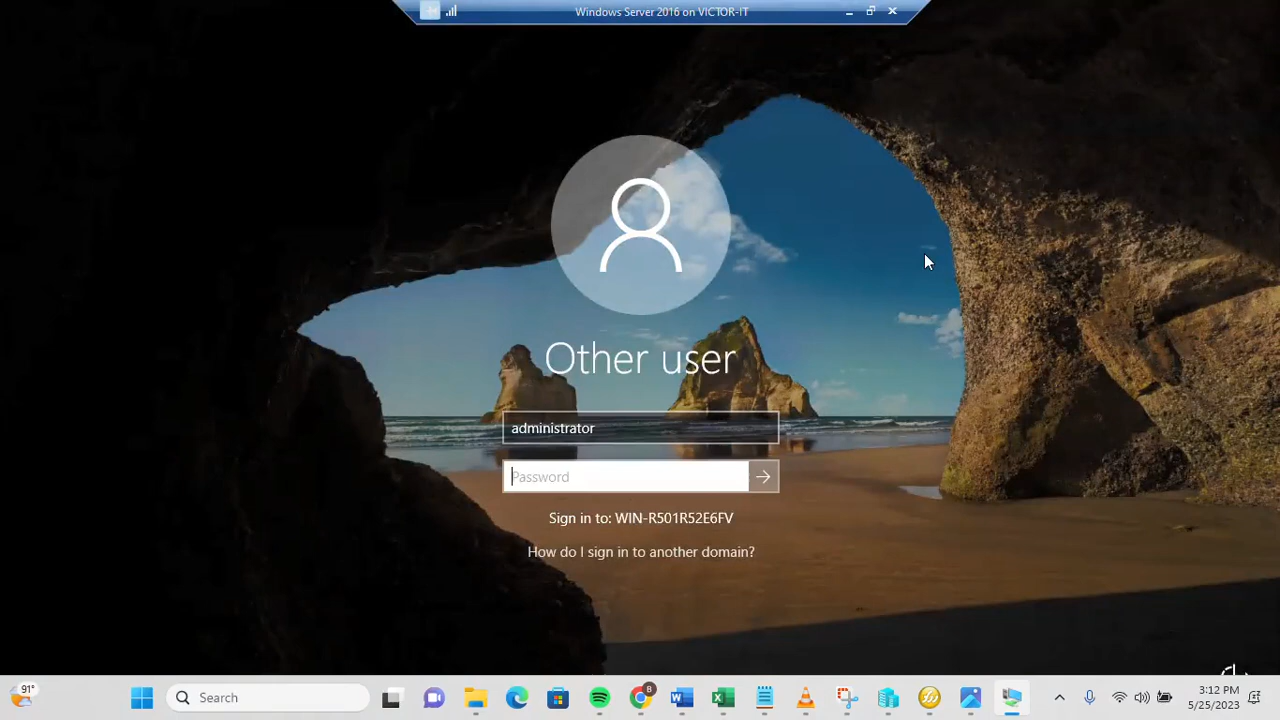 Windows Server 2016 on VICTOR-IT
Other user
administrator
Password
Sign in to: WIN-R501R52E6FV
How do I sign in to another domain?
91°
Search
8
3:12 PM
5/25/2023